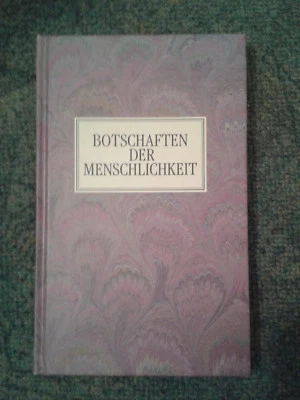 BOTSCHAFTEN
DER
MENSCHLICHKEIT